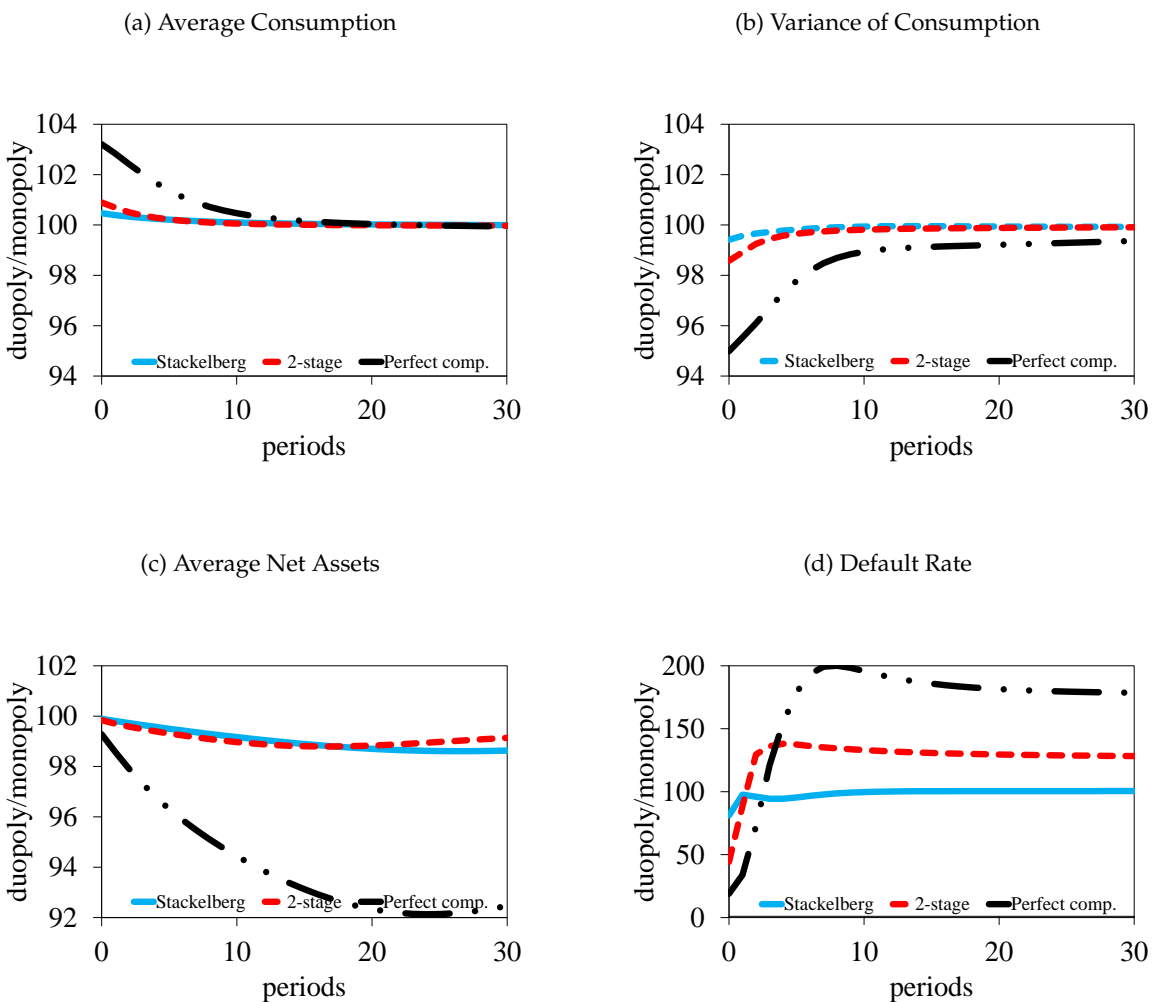 (a) Average Consumption
duopoly/monopoly
104
102
100
98
96
94
Stackelberg 2-stage Perfect comp.
0 10 20 30
periods
(b) Variance of Consumption
duopoly/monopoly
104
102
100
98
96
94
Stackelberg 2-stage Perfect comp.
0 10 20 30
periods
(c) Average Net Assets
duopoly/monopoly
102
100
98
96
94
92
Stackelberg 2-stage Perfect comp.
0 10 20 30
periods
(d) Default Rate
duopoly/monopoly
200
150
100
50
0
Stackelberg 2-stage Perfect comp.
0 10 20 30
periods